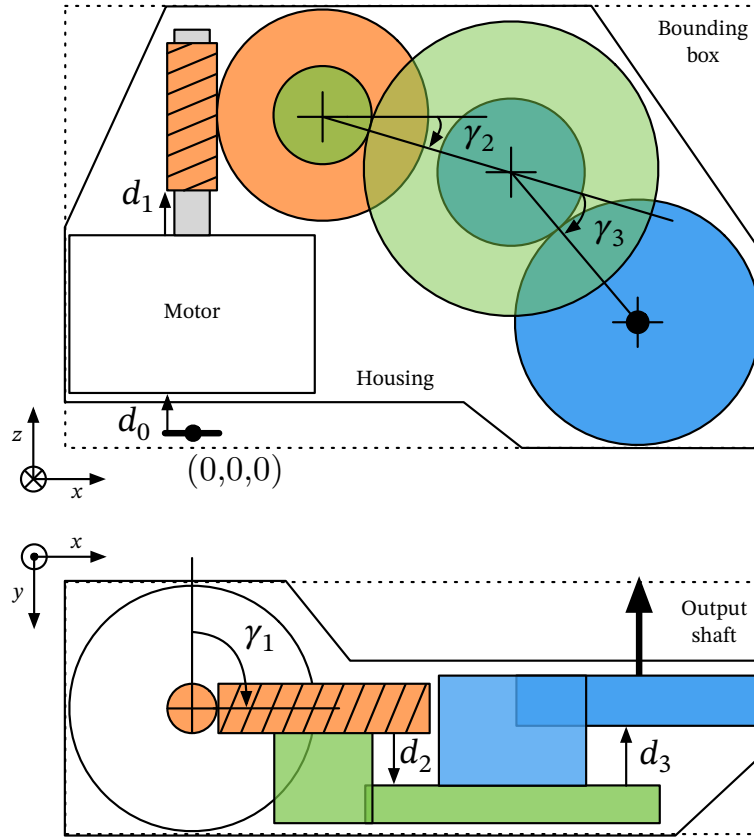 Bounding
box
γ2
d1
γ3
Motor
Housing
d0
z
(0,0,0)
x
x
y
γ1
Output
shaft
d2
d3